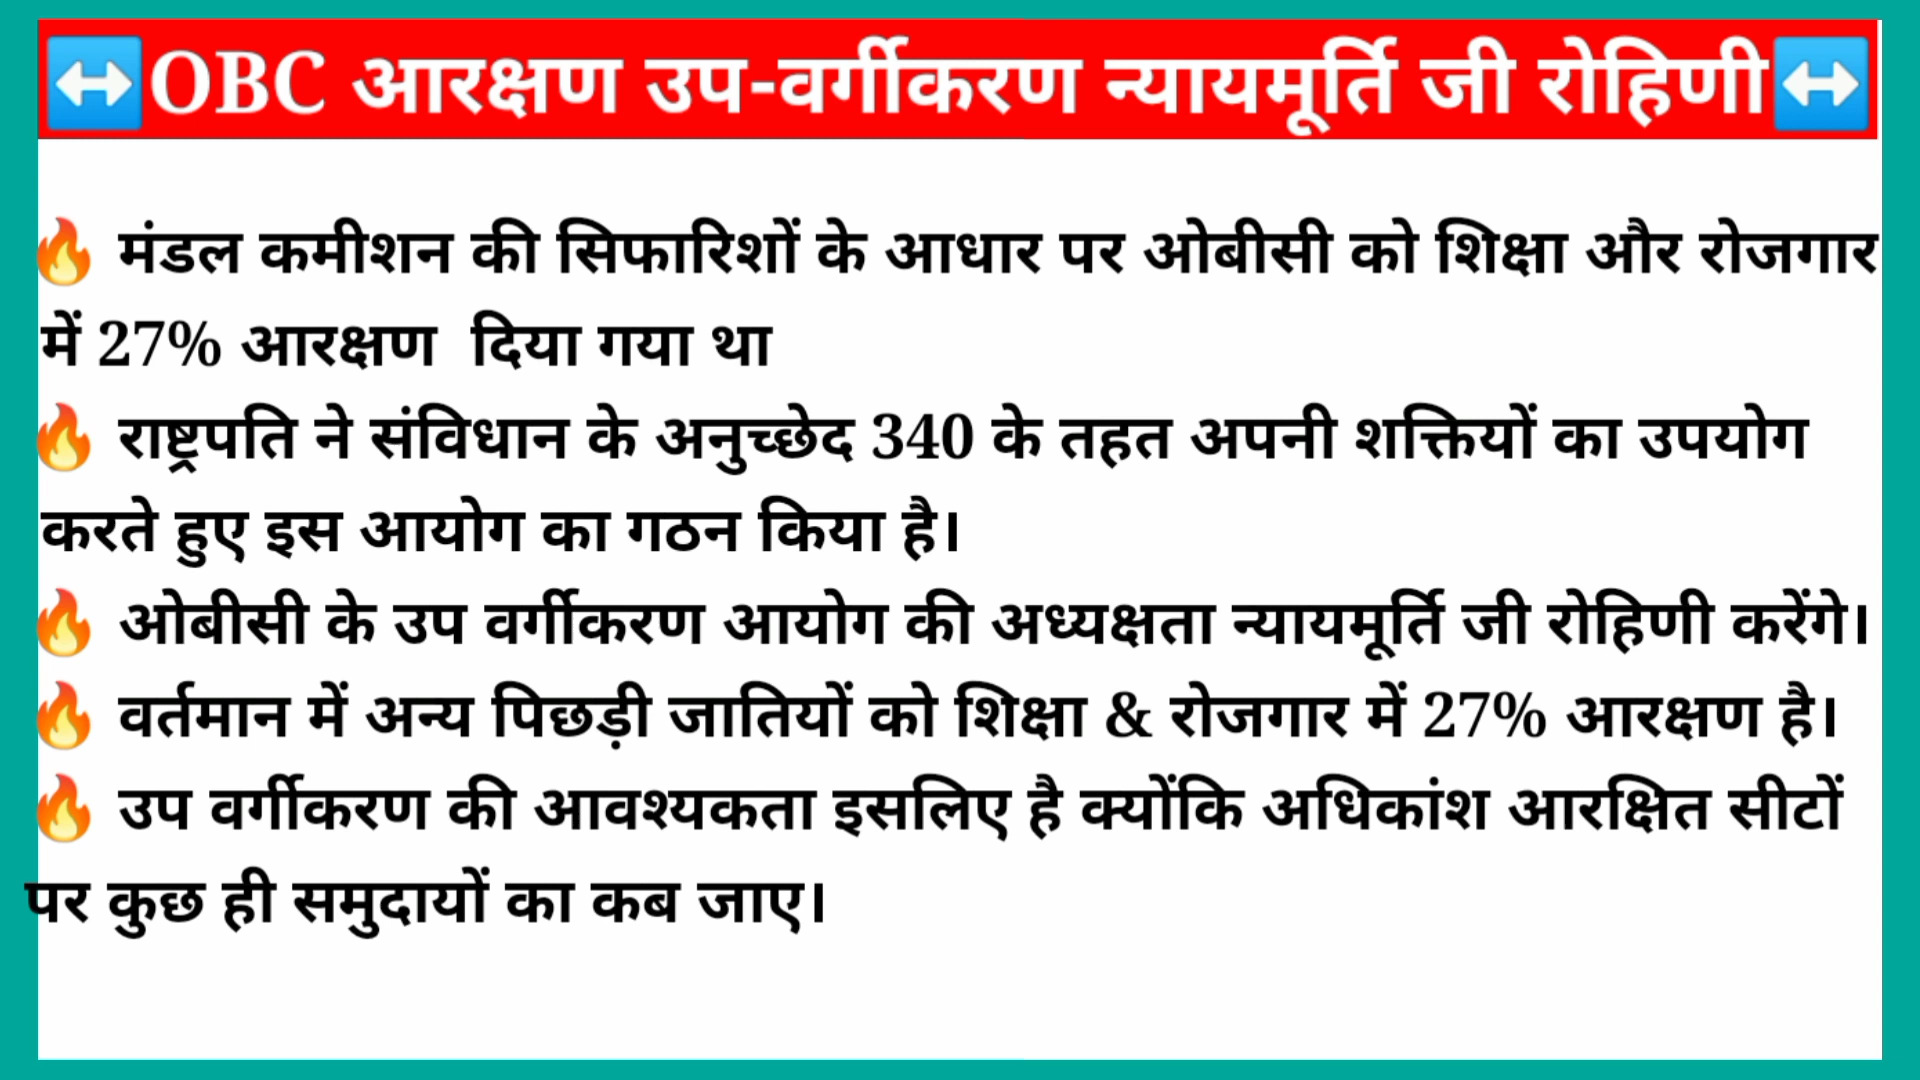 ↔️OBC आरक्षण उप-वर्गीकरण न्यायमूर्ति जी रोहिणी↔️
🔥 मंडल कमीशन की सिफारिशों के आधार पर ओबीसी को शिक्षा और रोजगार
में 27% आरक्षण दिया गया था
🔥 राष्ट्रपति ने संविधान के अनुच्छेद 340 के तहत अपनी शक्तियों का उपयोग
करते हुए इस आयोग का गठन किया है।
🔥 ओबीसी के उप वर्गीकरण आयोग की अध्यक्षता न्यायमूर्ति जी रोहिणी करेंगे।
🔥 वर्तमान में अन्य पिछड़ी जातियों को शिक्षा & रोजगार में 27% आरक्षण है।
🔥 उप वर्गीकरण की आवश्यकता इसलिए है क्योंकि अधिकांश आरक्षित सीटों
पर कुछ ही समुदायों का कब जाए।